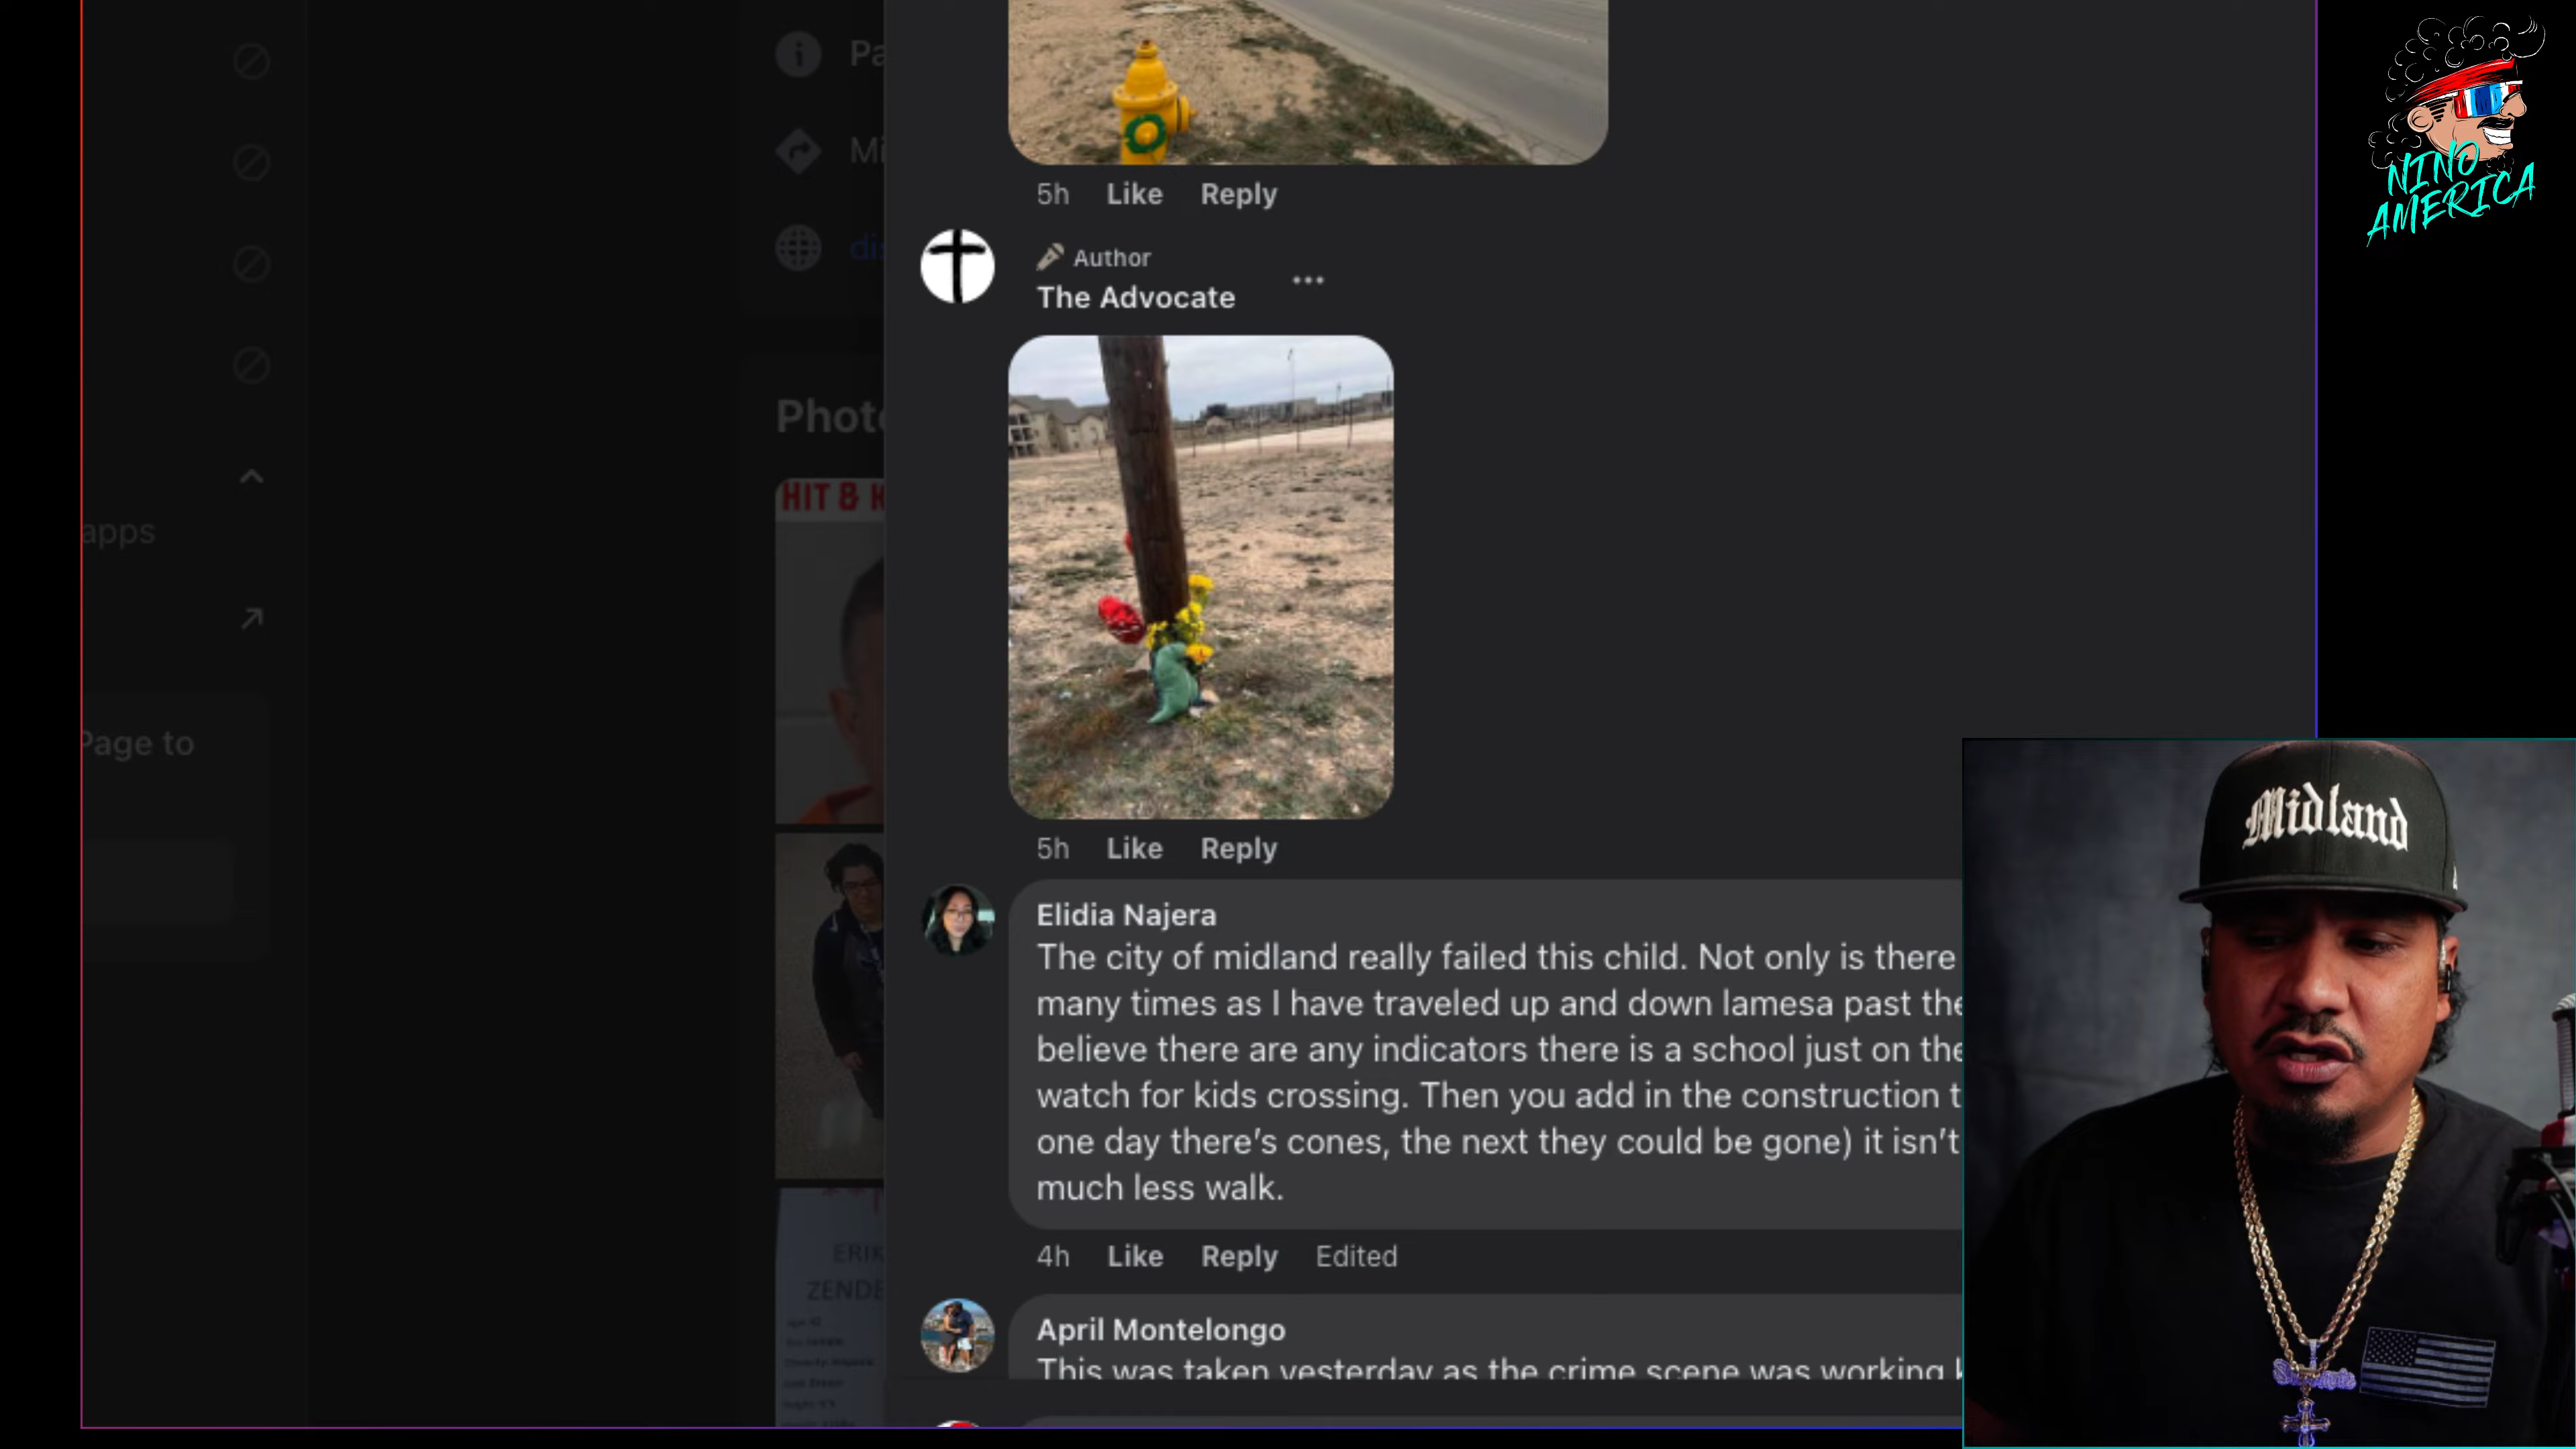 Pa
Mi
dis
Photo
HIT & K
apps
Page to
ERIK
ZENDE
5h Like Reply
Author
The Advocate
5h Like Reply
Elidia Najera
The city of midland really failed this child. Not only is there
many times as I have traveled up and down lamesa past the
believe there are any indicators there is a school just on the
watch for kids crossing. Then you add in the construction t
one day there's cones, the next they could be gone) it isn't
much less walk.
4h Like Reply Edited
April Montelongo
This was taken yesterday as the crime scene was working
NINO
AMERICA
Midland